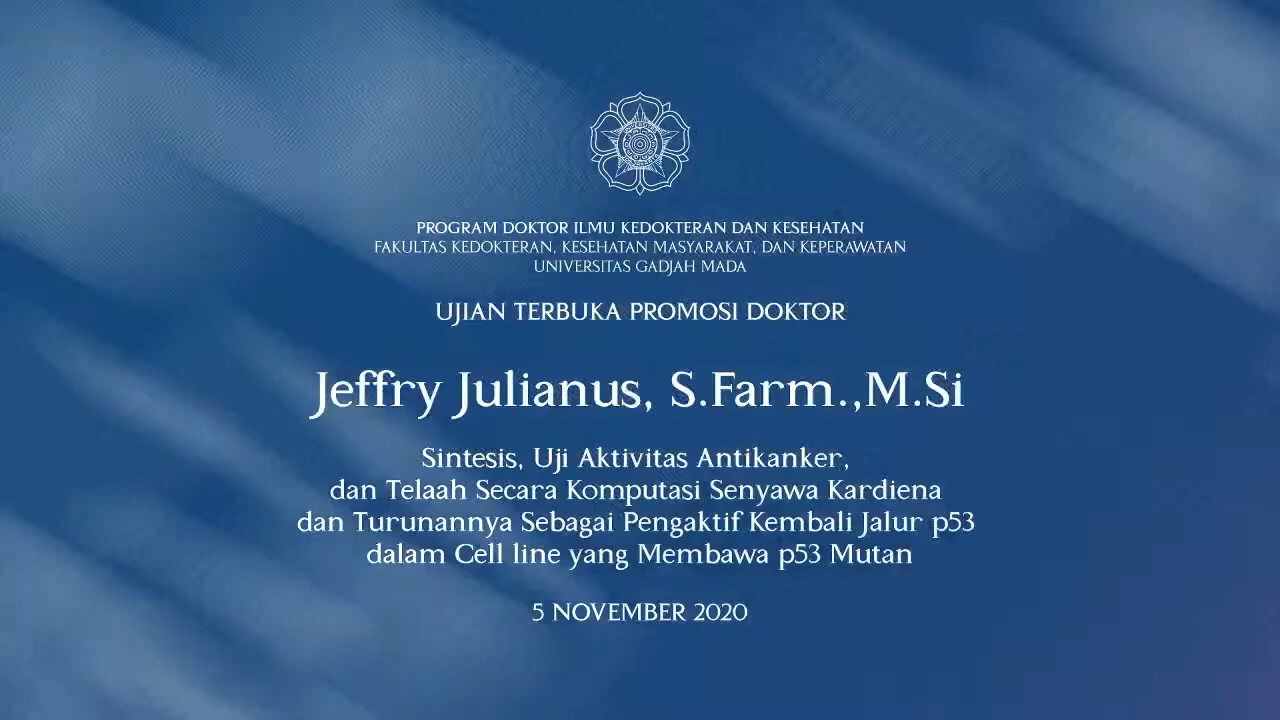 PROGRAM DOKTOR ILMU KEDOKTERAN DAN KESEHATAN
FAKULTAS KEDOKTERAN, KESEHATAN MASYARAKAT, DAN KEPERAWATAN
UNIVERSITAS GADJAH MADA
UJIAN TERBUKA PROMOSI DOKTOR
Jeffry Julianus, S.Farm.,M.Si
Sintesis, Uji Aktivitas Antikanker,
dan Telaah Secara Komputasi Senyawa Kardiena
dan Turunannya Sebagai Pengaktif Kembali Jalur p53
dalam Cell line yang Membawa p53 Mutan
5 NOVEMBER 2020